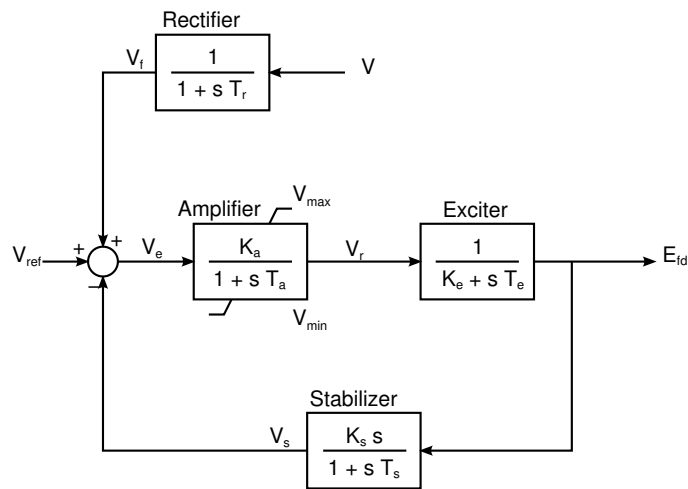 Rectifier
V_f
1
1 + s T_r
V
Amplifier
V_max
Exciter
V_ref
+
+
−
V_e
K_a
1 + s T_a
V_r
1
K_e + s T_e
E_fd
V_min
Stabilizer
V_s
K_s s
1 + s T_s